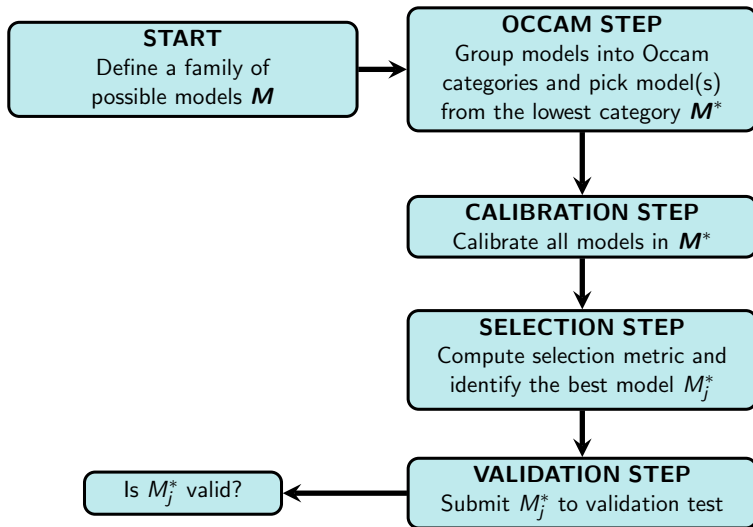 START
Define a family of
possible models M
OCCAM STEP
Group models into Occam
categories and pick model(s)
from the lowest category M*
CALIBRATION STEP
Calibrate all models in M*
SELECTION STEP
Compute selection metric and
identify the best model M*j
VALIDATION STEP
Submit M*j to validation test
Is M*j valid?